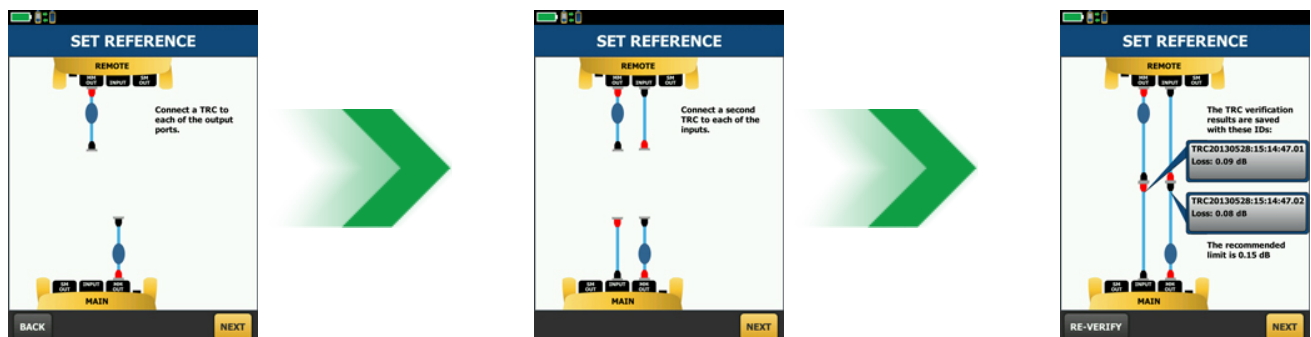 SET REFERENCE
REMOTE
MM OUT INPUT SM OUT
Connect a TRC to
each of the output
ports.
SM OUT INPUT MM OUT
MAIN
BACK NEXT
SET REFERENCE
REMOTE
MM OUT INPUT SM OUT
Connect a second
TRC to each of the
inputs.
SM OUT INPUT MM OUT
MAIN
NEXT
SET REFERENCE
REMOTE
MM OUT INPUT SM OUT
The TRC verification
results are saved
with these IDs:
TRC20130528:15:14:47.01
Loss: 0.09 dB
TRC20130528:15:14:47.02
Loss: 0.08 dB
The recommended
limit is 0.15 dB
SM OUT INPUT MM OUT
MAIN
RE-VERIFY NEXT